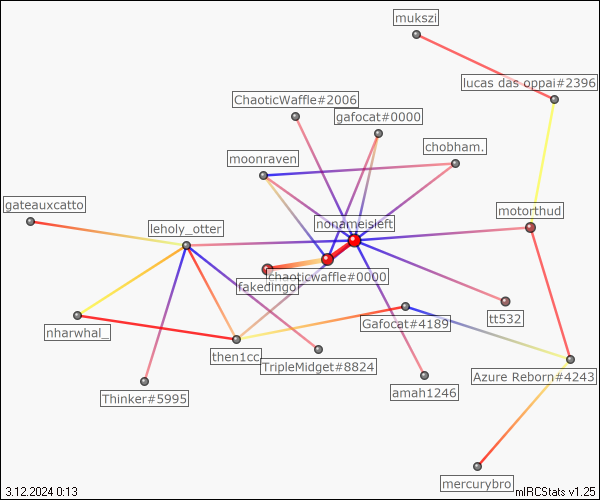 mukszi
lucas das oppai#2396
ChaoticWaffle#2006
gafocat#0000
chobham.
moonraven
gateauxcatto
leholy_otter
nonameisleft
motorthud
chaoticwaffle#0000
fakedingo
nharwhal_
Gafocat#4189
tt532
then1cc
TripleMidget#8824
Azure Reborn#4243
Thinker#5995
amah1246
mercurybro
3.12.2024 0:13
mIRCStats v1.25